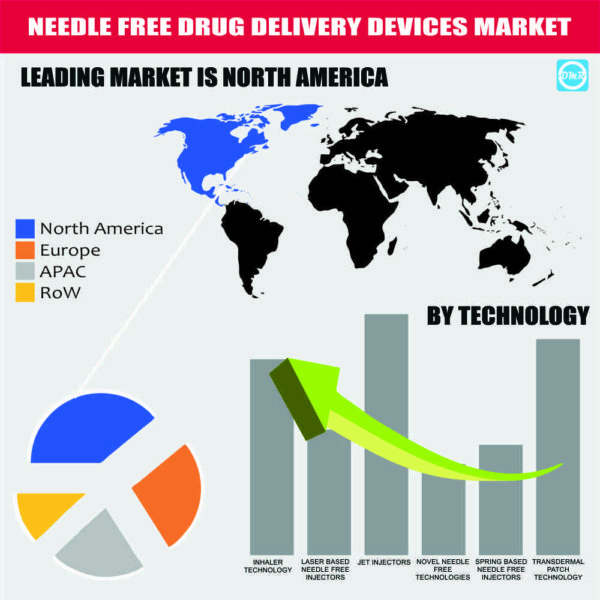 NEEDLE FREE DRUG DELIVERY DEVICES MARKET
LEADING MARKET IS NORTH AMERICA
DMR
North America
Europe
APAC
RoW
BY TECHNOLOGY
INHALER
TECHNOLOGY
LASER BASED
NEEDLE FREE
INJECTORS
JET INJECTORS
NOVEL NEEDLE
FREE
TECHNOLOGIES
SPRING BASED
NEEDLE FREE
INJECTORS
TRANSDERMAL
PATCH
TECHNOLOGY